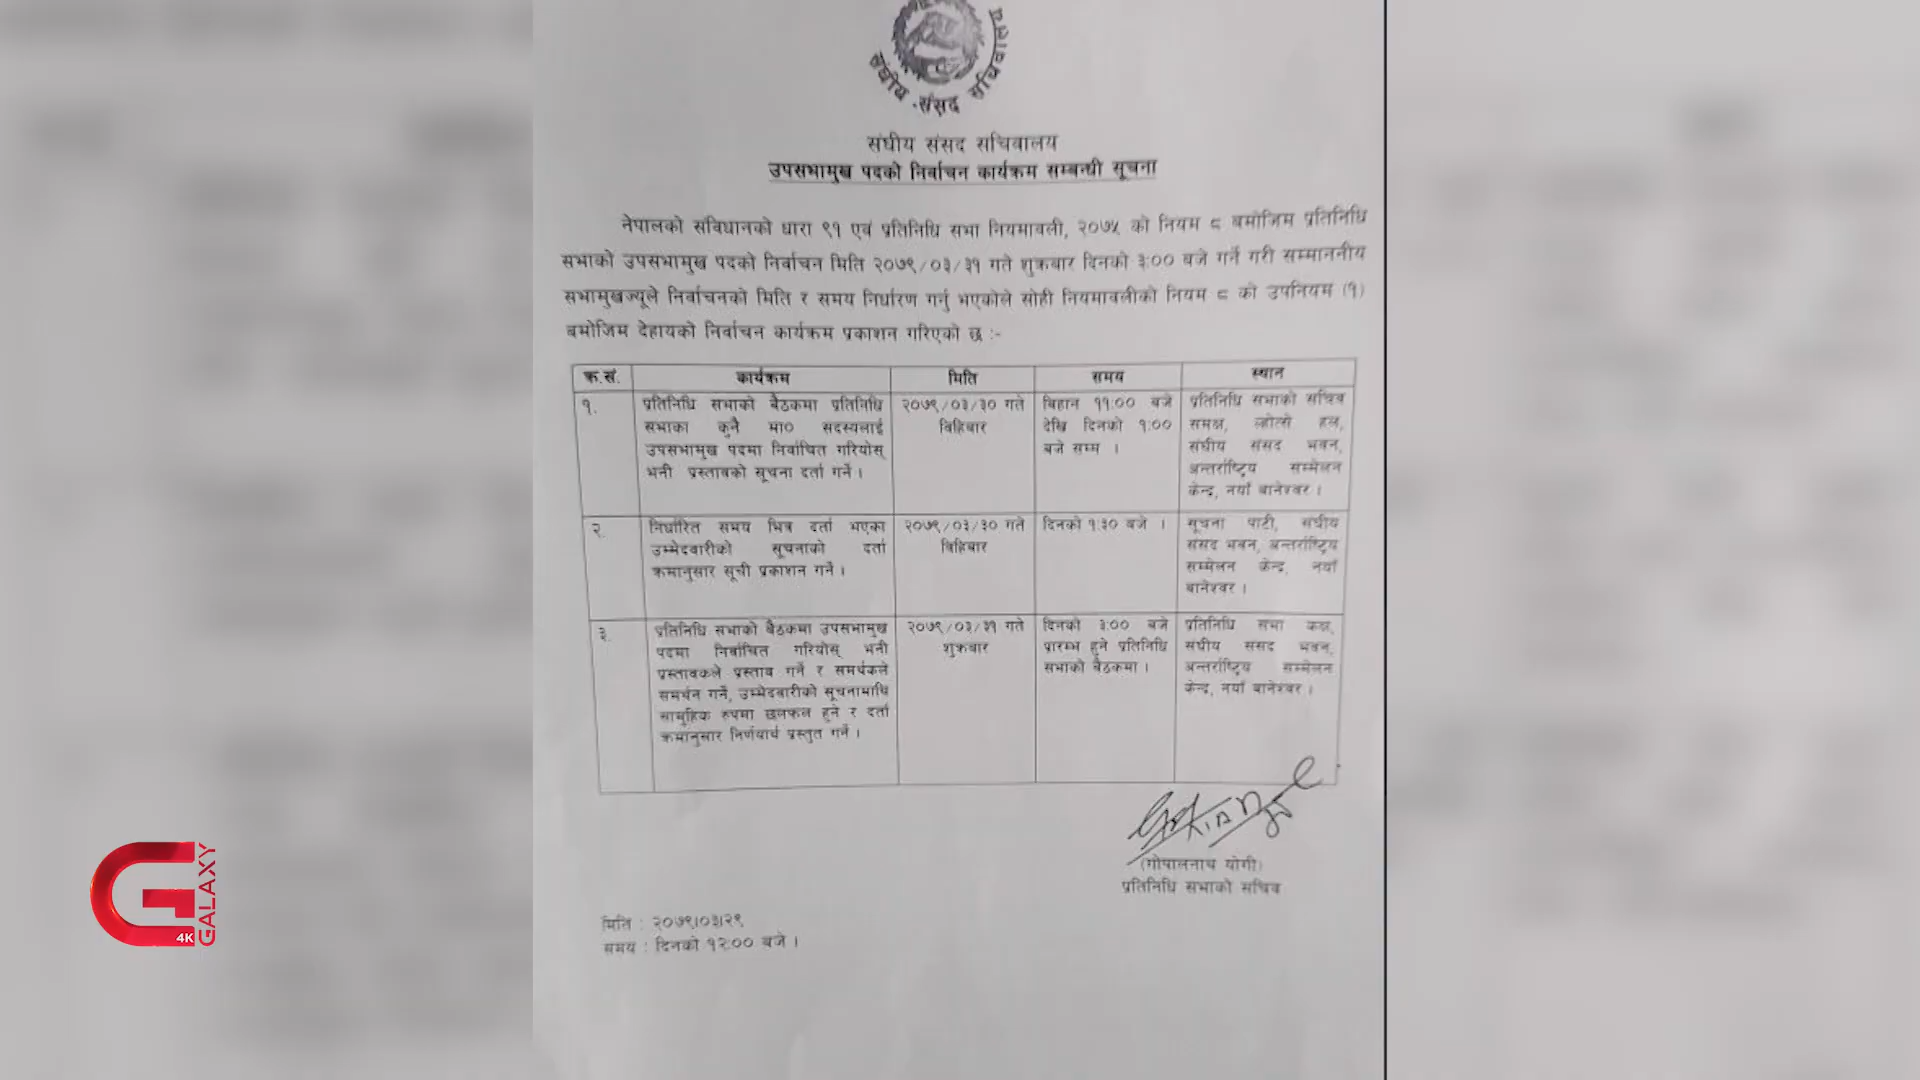 संघीय संसद सचिवालय
संघीय संसद सचिवालय
उपसभामुख पदको निर्वाचन कार्यक्रम सम्बन्धी सूचना
नेपालको संविधानको धारा ९१ एवं प्रतिनिधि सभा नियमावली, २०७५ को नियम ८ बमोजिम प्रतिनिधि
सभाको उपसभामुख पदको निर्वाचन मिति २०७९/०३/३१ गते शुक्रबार दिनको ३:०० बजे गर्ने गरी सम्माननीय
सभामुखज्यूले निर्वाचनको मिति र समय निर्धारण गर्नु भएकोले सोही नियमावलीको नियम ८ को उपनियम (१)
बमोजिम देहायको निर्वाचन कार्यक्रम प्रकाशन गरिएको छ :-
क्र.सं. कार्यक्रम मिति समय स्थान
१. प्रतिनिधि सभाको बैठकमा प्रतिनिधि २०७९/०३/३० गते बिहान ११:०० बजे प्रतिनिधि सभाको सचिव
सभाका कुनै मा० सदस्यलाई बिहिबार देखि दिनको १:०० समक्ष, ल्होत्से हल,
उपसभामुख पदमा निर्वाचित गरियोस् बजे सम्म । संघीय संसद भवन,
भनी प्रस्तावको सूचना दर्ता गर्ने । अन्तर्राष्ट्रिय सम्मेलन
केन्द्र, नयाँ बानेश्वर ।
२. निर्धारित समय भित्र दर्ता भएका २०७९/०३/३० गते दिनको १:३० बजे । सूचना पाटी, संघीय
उम्मेदवारीको सूचनाको दर्ता बिहिबार संसद भवन, अन्तर्राष्ट्रिय
क्रमानुसार सूची प्रकाशन गर्ने । सम्मेलन केन्द्र, नयाँ
बानेश्वर ।
३. प्रतिनिधि सभाको बैठकमा उपसभामुख २०७९/०३/३१ गते दिनको ३:०० बजे प्रतिनिधि सभा कक्ष,
पदमा निर्वाचित गरियोस् भनी शुक्रबार प्रारम्भ हुने प्रतिनिधि संघीय संसद भवन,
प्रस्तावकले प्रस्ताव गर्ने र समर्थकले सभाको बैठकमा । अन्तर्राष्ट्रिय सम्मेलन
समर्थन गर्ने, उम्मेदवारीको सूचनामाथि केन्द्र, नयाँ बानेश्वर ।
सामुहिक रुपमा छलफल हुने र दर्ता
क्रमानुसार निर्णयार्थ प्रस्तुत गर्ने ।
(गोपालनाथ योगी)
प्रतिनिधि सभाको सचिव
मिति : २०७९।०३।२९
समय : दिनको १२:०० बजे ।
GALAXY
4K